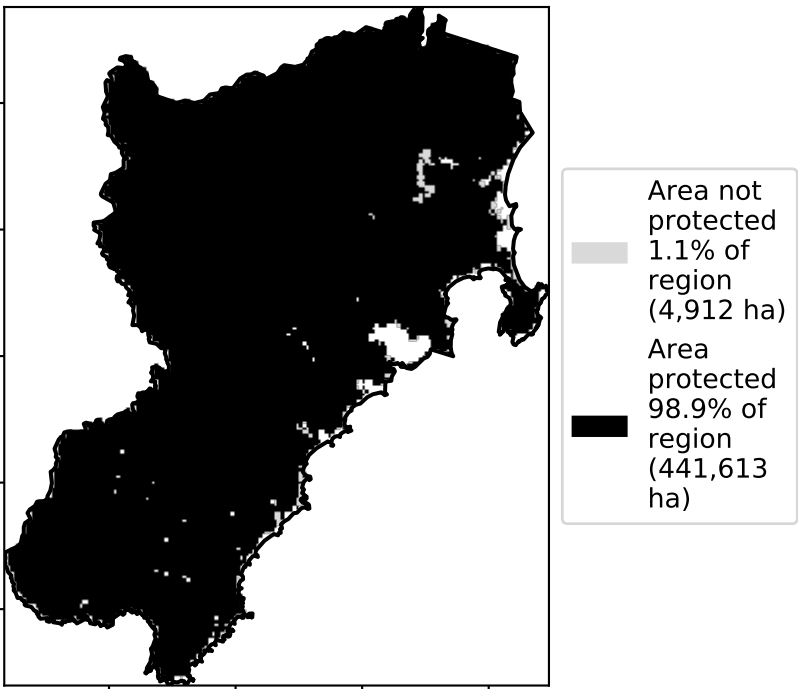 Area not
protected
1.1% of
region
(4,912 ha)
Area
protected
98.9% of
region
(441,613
ha)